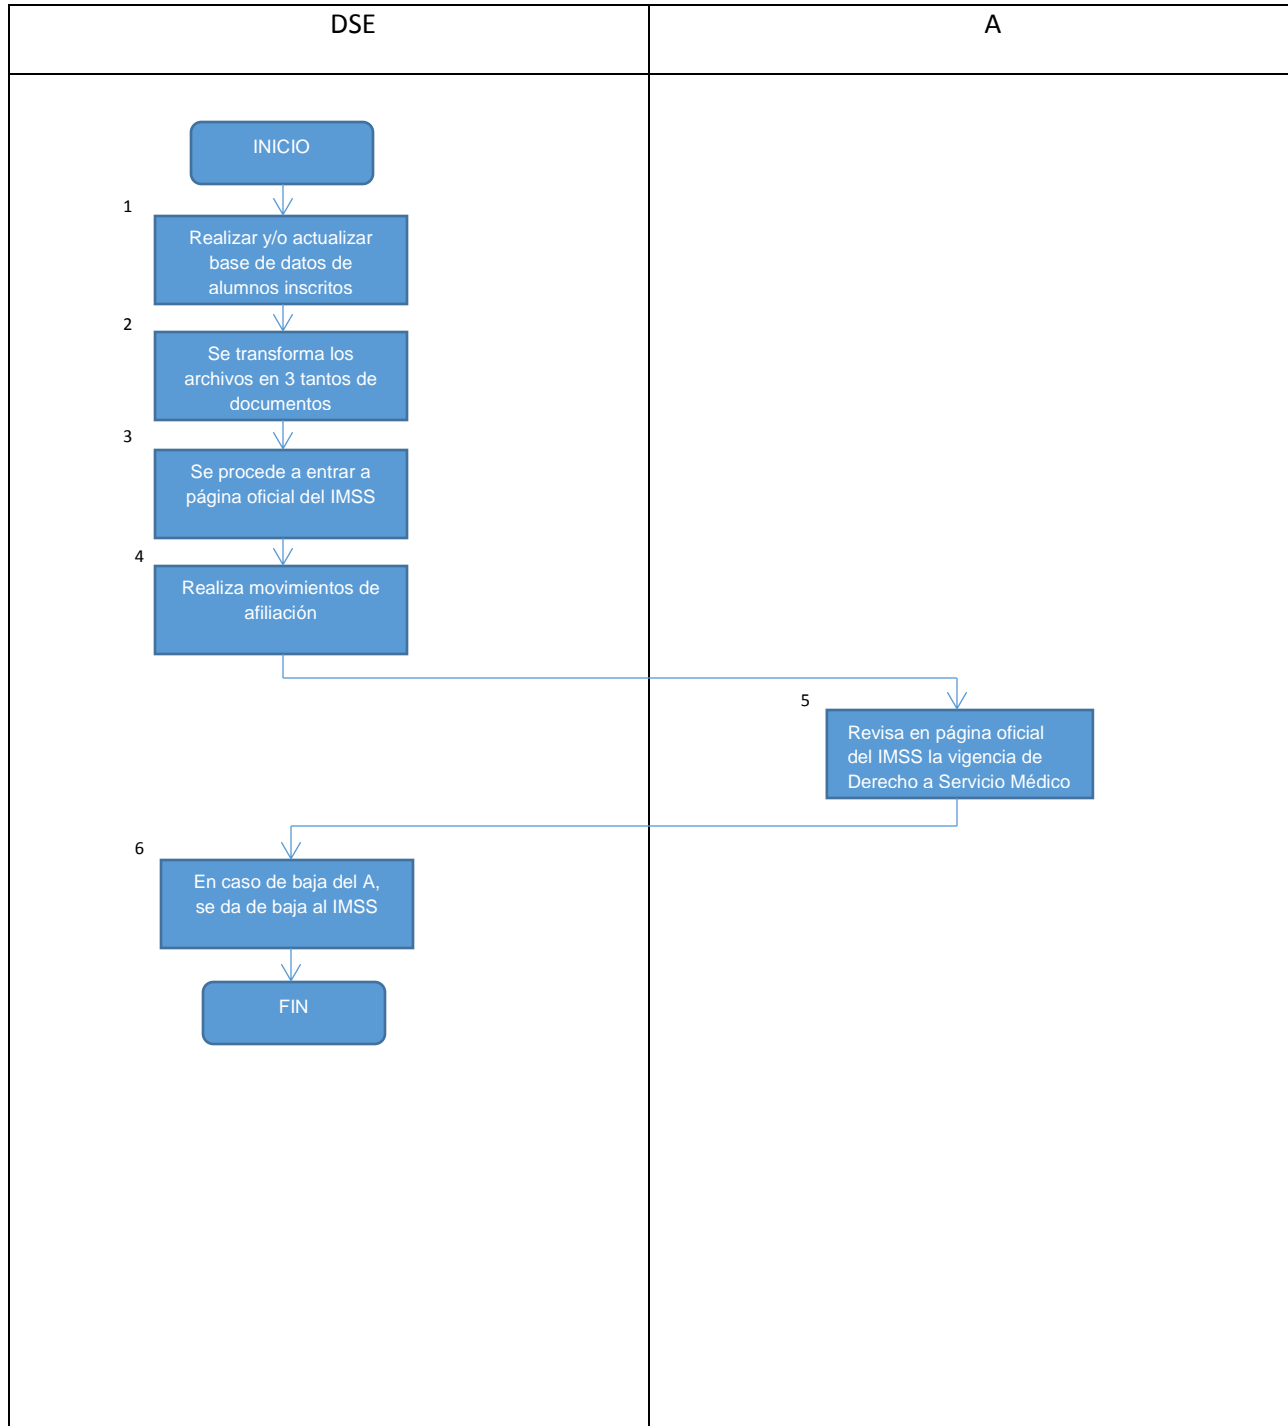 DSE
A
INICIO
1
Realizar y/o actualizar
base de datos de
alumnos inscritos
2
Se transforma los
archivos en 3 tantos de
documentos
3
Se procede a entrar a
página oficial del IMSS
4
Realiza movimientos de
afiliación
5
Revisa en página oficial
del IMSS la vigencia de
Derecho a Servicio Médico
6
En caso de baja del A,
se da de baja al IMSS
FIN